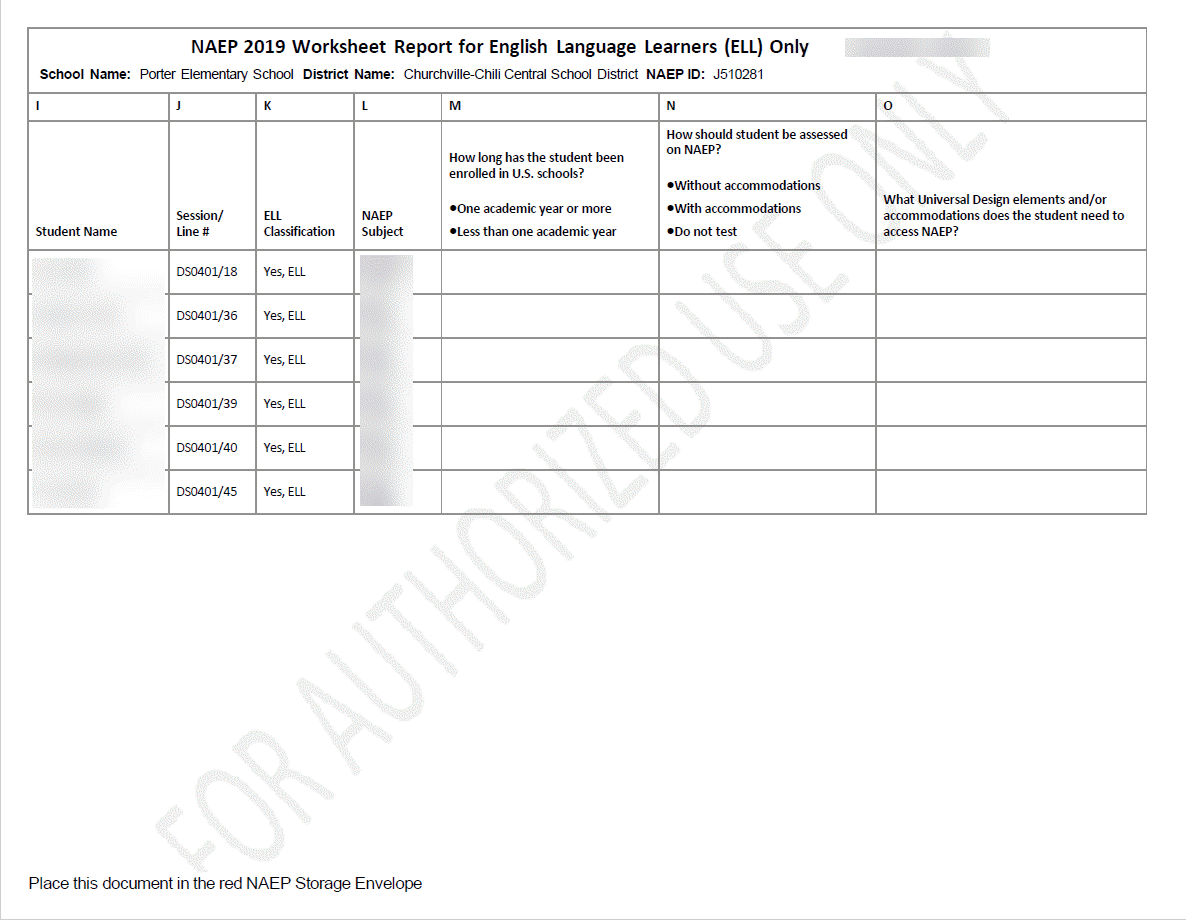 NAEP 2019 Worksheet Report for English Language Learners (ELL) Only
School Name: Porter Elementary School District Name: Churchville-Chili Central School District NAEP ID: J510281
I J K L M N O
Student Name
Session/
Line #
ELL
Classification
NAEP
Subject
How long has the student been
enrolled in U.S. schools?
●One academic year or more
●Less than one academic year
How should student be assessed
on NAEP?
●Without accommodations
●With accommodations
●Do not test
What Universal Design elements and/or
accommodations does the student need to
access NAEP?
DS0401/18 Yes, ELL
DS0401/36 Yes, ELL
DS0401/37 Yes, ELL
DS0401/39 Yes, ELL
DS0401/40 Yes, ELL
DS0401/45 Yes, ELL
FOR AUTHORIZED USE ONLY
Place this document in the red NAEP Storage Envelope